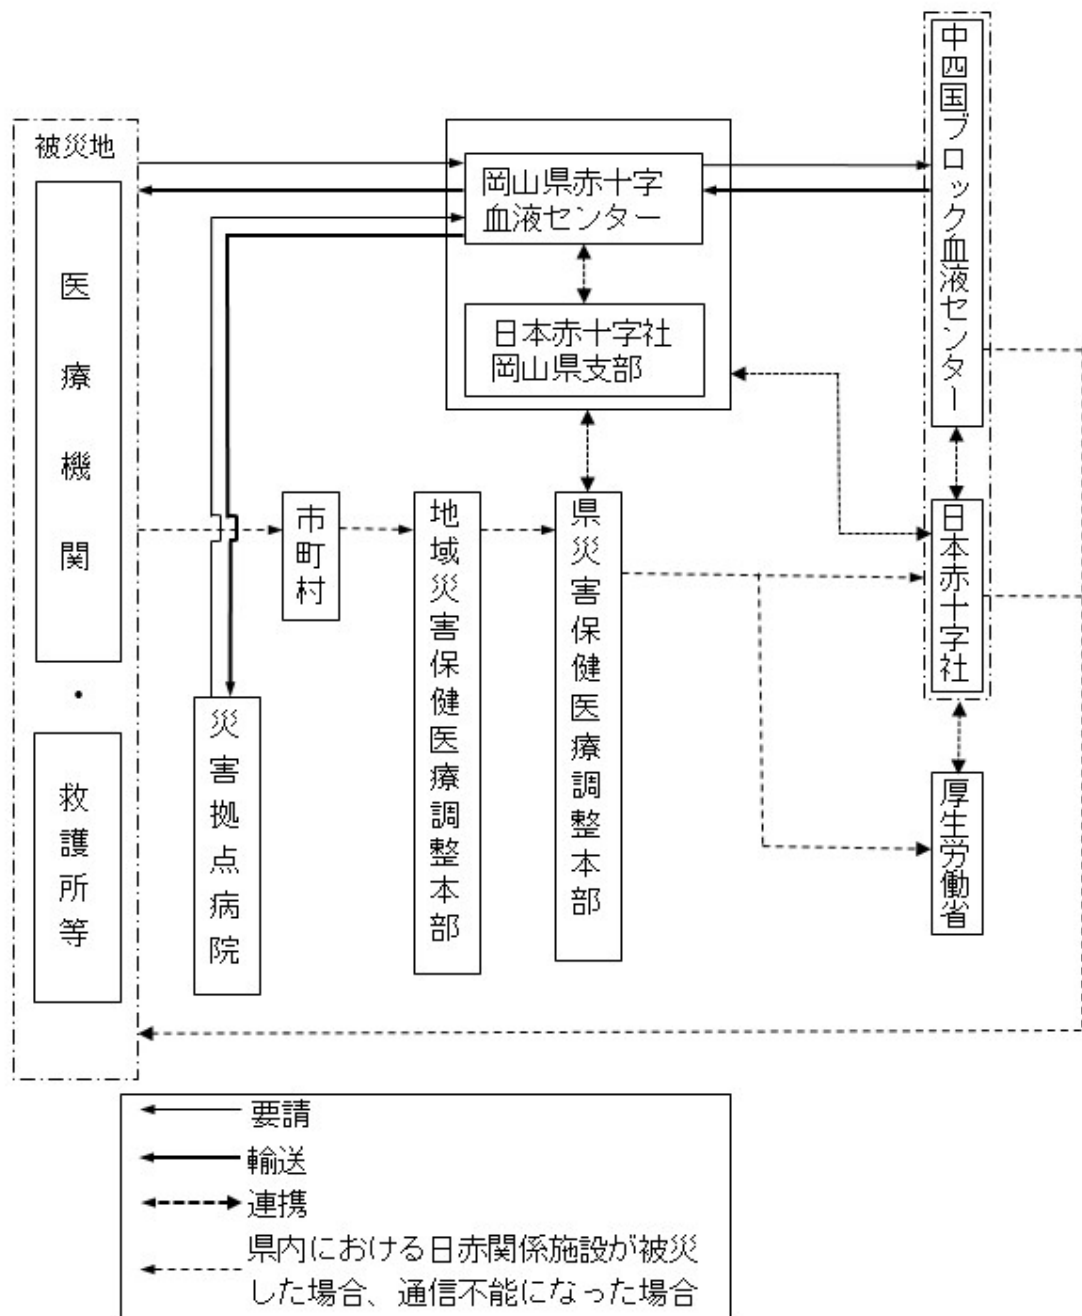 被災地
医療機関
・
救護所等
災害拠点病院
市町村
地域災害保健医療調整本部
岡山県赤十字
血液センター
日本赤十字社
岡山県支部
県災害保健医療調整本部
中四国ブロック血液センター
日本赤十字社
厚生労働省
要請
輸送
連携
県内における日赤関係施設が被災
した場合、通信不能になった場合